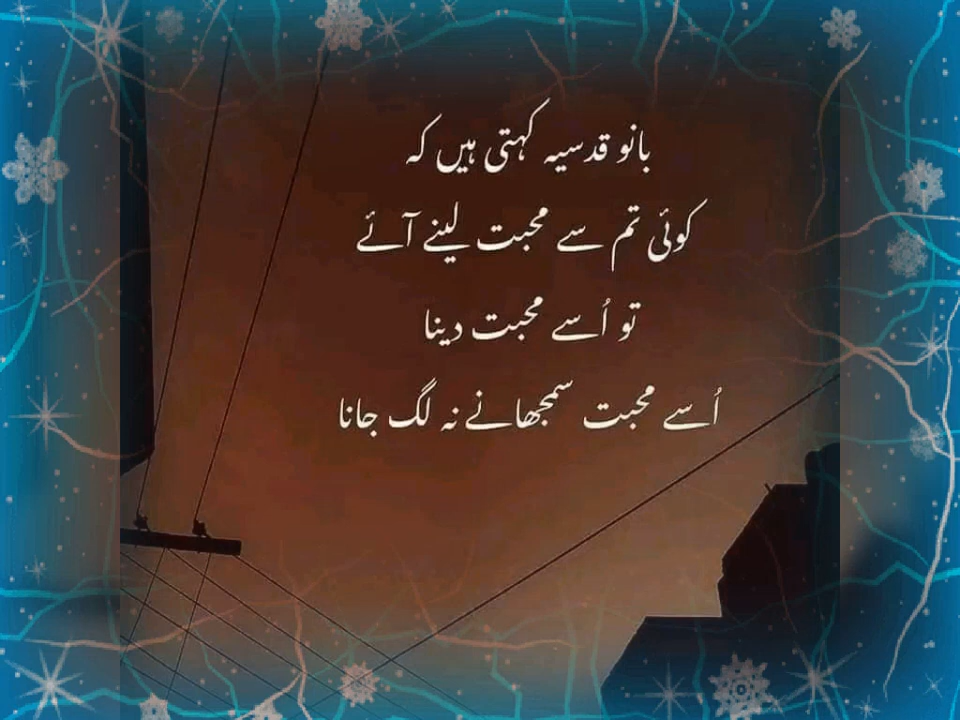 بانو قدسیہ کہتی ہیں کہ
کوئی تم سے محبت لینے آئے
تو اُسے محبت دینا
اُسے محبت سمجھانے نہ لگ جانا